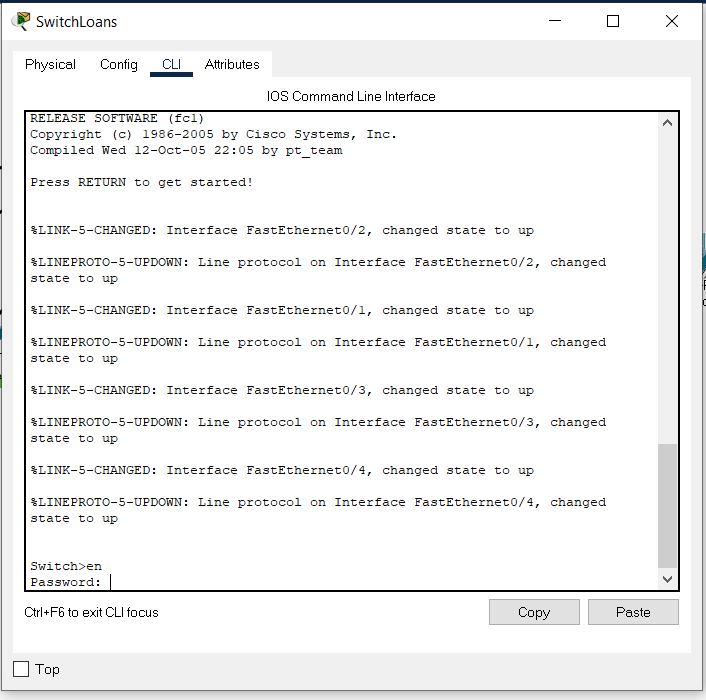 SwitchLoans
Physical Config CLI Attributes
IOS Command Line Interface
RELEASE SOFTWARE (fc1)
Copyright (c) 1986-2005 by Cisco Systems, Inc.
Compiled Wed 12-Oct-05 22:05 by pt_team
Press RETURN to get started!
%LINK-5-CHANGED: Interface FastEthernet0/2, changed state to up
%LINEPROTO-5-UPDOWN: Line protocol on Interface FastEthernet0/2, changed
state to up
%LINK-5-CHANGED: Interface FastEthernet0/1, changed state to up
%LINEPROTO-5-UPDOWN: Line protocol on Interface FastEthernet0/1, changed
state to up
%LINK-5-CHANGED: Interface FastEthernet0/3, changed state to up
%LINEPROTO-5-UPDOWN: Line protocol on Interface FastEthernet0/3, changed
state to up
%LINK-5-CHANGED: Interface FastEthernet0/4, changed state to up
%LINEPROTO-5-UPDOWN: Line protocol on Interface FastEthernet0/4, changed
state to up
Switch>en
Password:
Ctrl+F6 to exit CLI focus
Copy Paste
Top